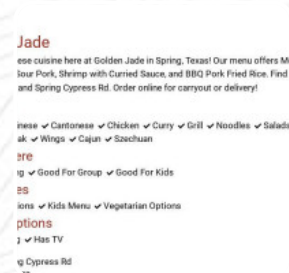 Jade
ese cuisine here at Golden Jade in Spring, Texas! Our menu offers M
Sour Pork, Shrimp with Curried Sauce, and BBQ Pork Fried Rice. Find
and Spring Cypress Rd. Order online for carryout or delivery!
nese ✔ Cantonese ✔ Chicken ✔ Curry ✔ Grill ✔ Noodles ✔ Salads
ak ✔ Wings ✔ Cajun ✔ Szechuan
ere
ng ✔ Good For Group ✔ Good For Kids
es
ions ✔ Kids Menu ✔ Vegetarian Options
ptions
g ✔ Has TV
g Cypress Rd